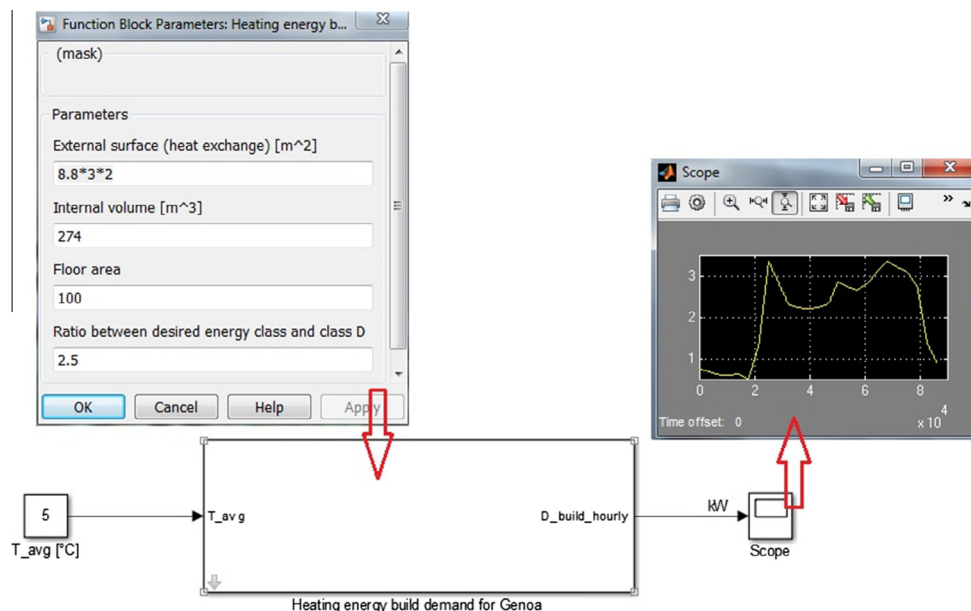 Function Block Parameters: Heating energy b...
(mask)
Parameters
External surface (heat exchange) [m^2]
8.8*3*2
Internal volume [m^3]
274
Floor area
100
Ratio between desired energy class and class D
2.5
OK Cancel Help Apply
Scope
3
2
1
0 2 4 6 8
Time offset: 0
x 10
4
5
T_avg [°C]
T_avg
D_build_hourly
kW
Scope
Heating energy build demand for Genoa